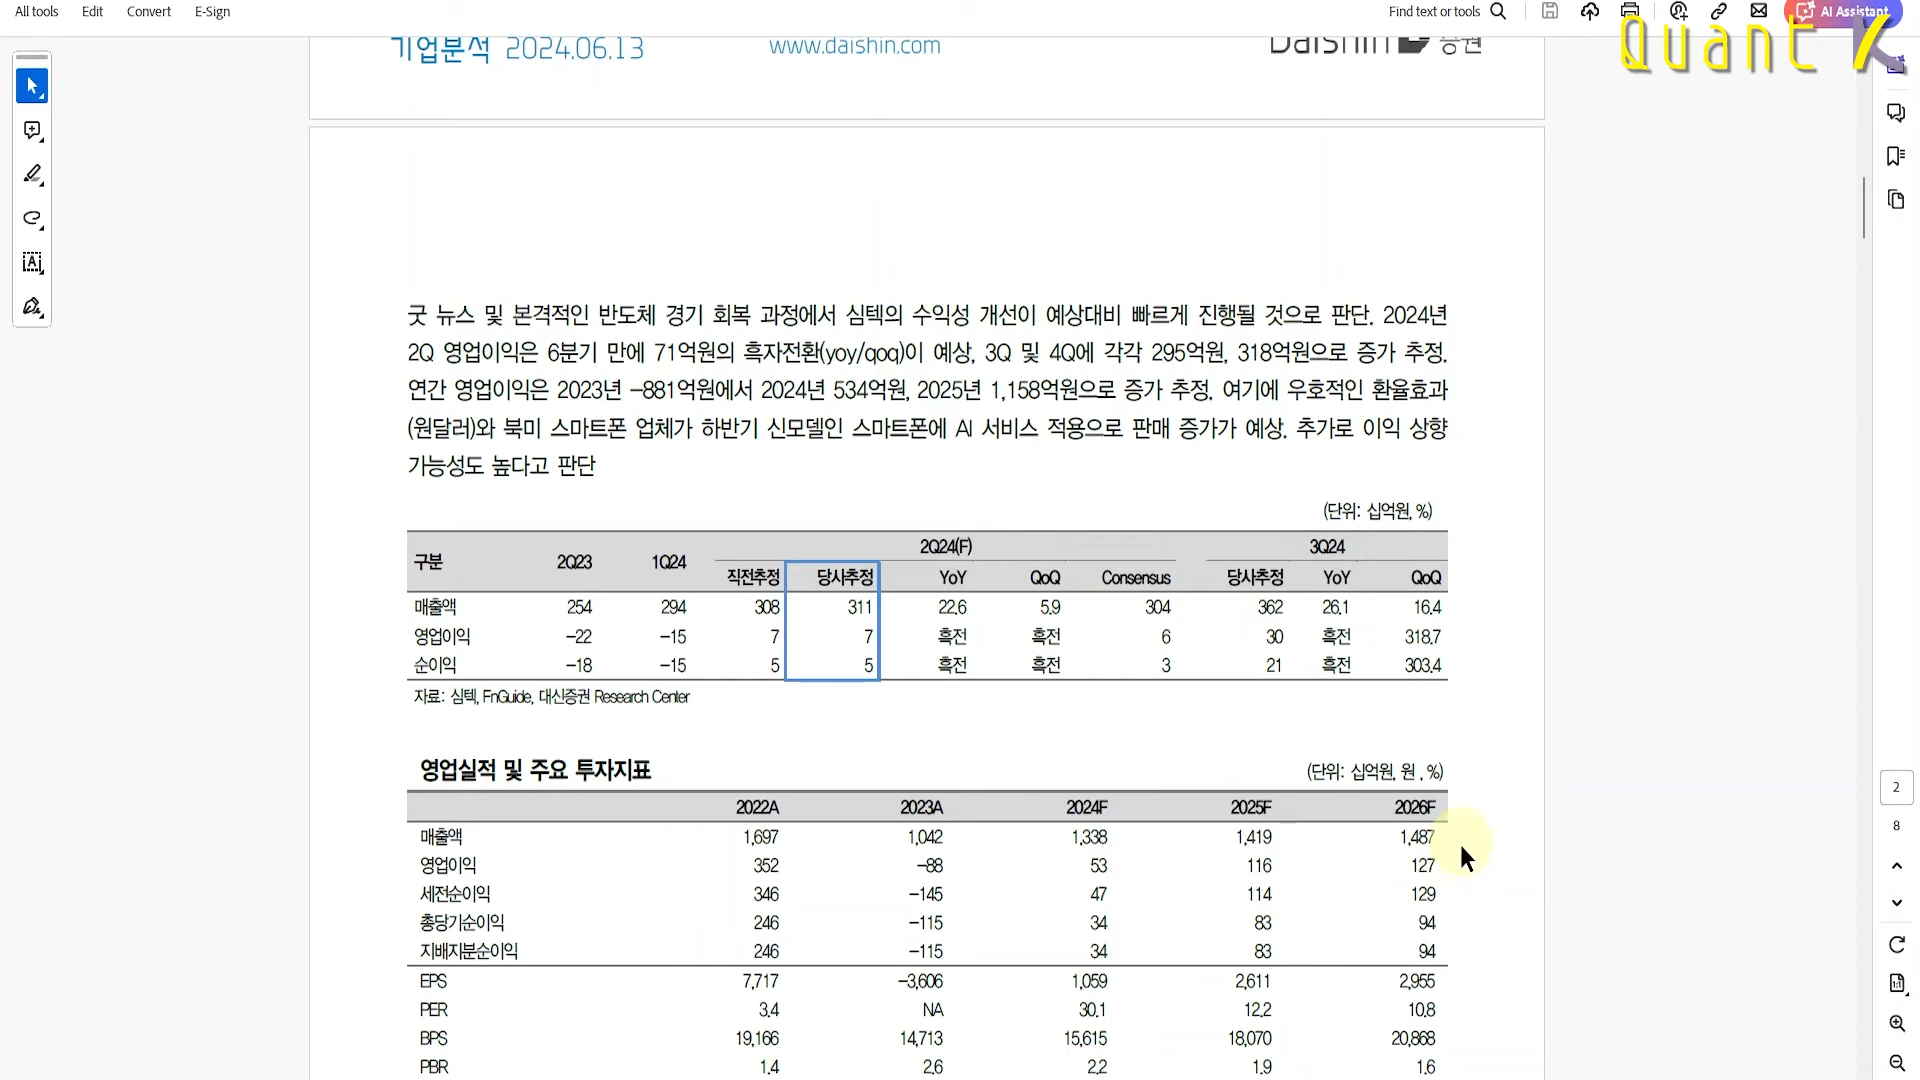 All tools Edit Convert E-Sign Find text or tools AI Assistant
Quant K
기업분석 2024.06.13 www.daishin.com Daishin 증권
굿 뉴스 및 본격적인 반도체 경기 회복 과정에서 심텍의 수익성 개선이 예상대비 빠르게 진행될 것으로 판단. 2024년
2Q 영업이익은 6분기 만에 71억원의 흑자전환(yoy/qoq)이 예상, 3Q 및 4Q에 각각 295억원, 318억원으로 증가 추정.
연간 영업이익은 2023년 -881억원에서 2024년 534억원, 2025년 1,158억원으로 증가 추정. 여기에 우호적인 환율효과
(원달러)와 북미 스마트폰 업체가 하반기 신모델인 스마트폰에 AI 서비스 적용으로 판매 증가가 예상. 추가로 이익 상향
가능성도 높다고 판단
(단위: 십억원, %)
구분 2Q23 1Q24 2Q24(F) 3Q24
직전추정 당사추정 YoY QoQ Consensus 당사추정 YoY QoQ
매출액 254 294 308 311 22.6 5.9 304 362 26.1 16.4
영업이익 -22 -15 7 7 흑전 흑전 6 30 흑전 318.7
순이익 -18 -15 5 5 흑전 흑전 3 21 흑전 303.4
자료: 심텍, FnGuide, 대신증권 Research Center
영업실적 및 주요 투자지표 (단위: 십억원, 원 , %)
2022A 2023A 2024F 2025F 2026F
매출액 1,697 1,042 1,338 1,419 1,487
영업이익 352 -88 53 116 127
세전순이익 346 -145 47 114 129
총당기순이익 246 -115 34 83 94
지배지분순이익 246 -115 34 83 94
EPS 7,717 -3,606 1,059 2,611 2,955
PER 3.4 NA 30.1 12.2 10.8
BPS 19,166 14,713 15,615 18,070 20,868
PBR 1.4 2.6 2.2 1.9 1.6
2
8